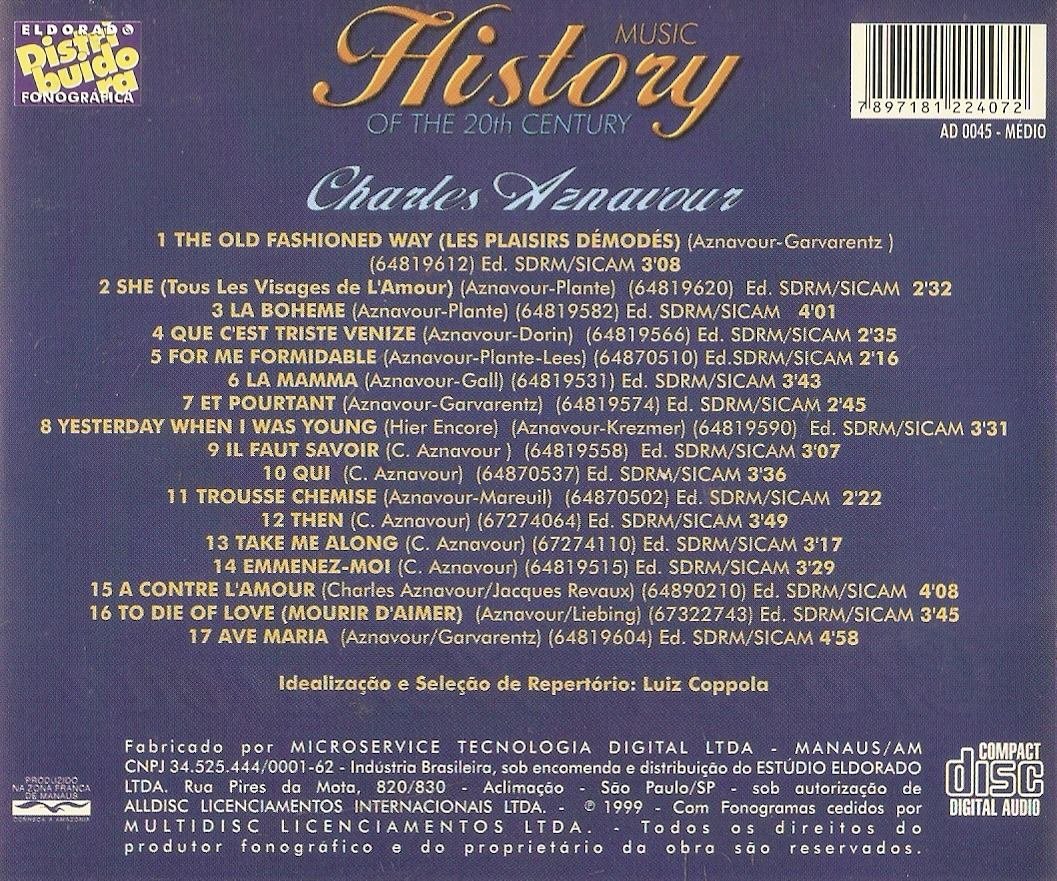 ELDORADO
Distri
buido
ra
FONOGRÁFICA
MUSIC
History
OF THE 20th CENTURY
7 897181 224072
AD 0045 - MÉDIO
Charles Aznavour
1 THE OLD FASHIONED WAY (LES PLAISIRS DÉMODÉS) (Aznavour-Garvarentz )
(64819612) Ed. SDRM/SICAM 3'08
2 SHE (Tous Les Visages de L'Amour) (Aznavour-Plante) (64819620) Ed. SDRM/SICAM 2'32
3 LA BOHEME (Aznavour-Plante) (64819582) Ed. SDRM/SICAM 4'01
4 QUE C'EST TRISTE VENIZE (Aznavour-Dorin) (64819566) Ed. SDRM/SICAM 2'35
5 FOR ME FORMIDABLE (Aznavour-Plante-Lees) (64870510) Ed.SDRM/SICAM 2'16
6 LA MAMMA (Aznavour-Gall) (64819531) Ed. SDRM/SICAM 3'43
7 ET POURTANT (Aznavour-Garvarentz) (64819574) Ed. SDRM/SICAM 2'45
8 YESTERDAY WHEN I WAS YOUNG (Hier Encore) (Aznavour-Krezmer) (64819590) Ed. SDRM/SICAM 3'31
9 IL FAUT SAVOIR (C. Aznavour ) (64819558) Ed. SDRM/SICAM 3'07
10 QUI (C. Aznavour) (64870537) Ed. SDRM/SICAM 3'36
11 TROUSSE CHEMISE (Aznavour-Mareuil) (64870502) Ed. SDRM/SICAM 2'22
12 THEN (C. Aznavour) (67274064) Ed. SDRM/SICAM 3'49
13 TAKE ME ALONG (C. Aznavour) (67274110) Ed. SDRM/SICAM 3'17
14 EMMENEZ-MOI (C. Aznavour) (64819515) Ed. SDRM/SICAM 3'29
15 A CONTRE L'AMOUR (Charles Aznavour/Jacques Revaux) (64890210) Ed. SDRM/SICAM 4'08
16 TO DIE OF LOVE (MOURIR D'AIMER) (Aznavour/Liebing) (67322743) Ed. SDRM/SICAM 3'45
17 AVE MARIA (Aznavour/Garvarentz) (64819604) Ed. SDRM/SICAM 4'58
Idealização e Seleção de Repertório: Luiz Coppola
PRODUZIDO
NA ZONA FRANCA
DE MANAUS
CONHEÇA A AMAZÔNIA
Fabricado por MICROSERVICE TECNOLOGIA DIGITAL LTDA - MANAUS/AM
CNPJ 34.525.444/0001-62 - Indústria Brasileira, sob encomenda e distribuição do ESTÚDIO ELDORADO
LTDA. Rua Pires da Mota, 820/830 - Aclimação - São Paulo/SP - sob autorização de
ALLDISC LICENCIAMENTOS INTERNACIONAIS LTDA. - ℗ 1999 - Com Fonogramas cedidos por
MULTIDISC LICENCIAMENTOS LTDA. - Todos os direitos do
produtor fonográfico e do proprietário da obra são reservados.
COMPACT
disc
DIGITAL AUDIO